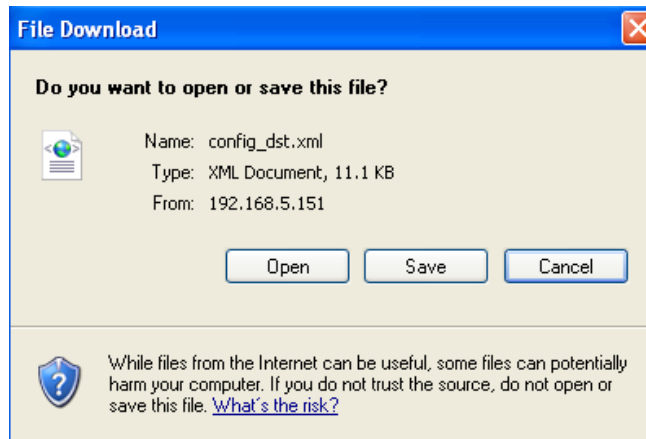 File Download
Do you want to open or save this file?
Name: config_dst.xml
Type: XML Document, 11.1 KB
From: 192.168.5.151
Open Save Cancel
While files from the Internet can be useful, some files can potentially
harm your computer. If you do not trust the source, do not open or
save this file. What's the risk?